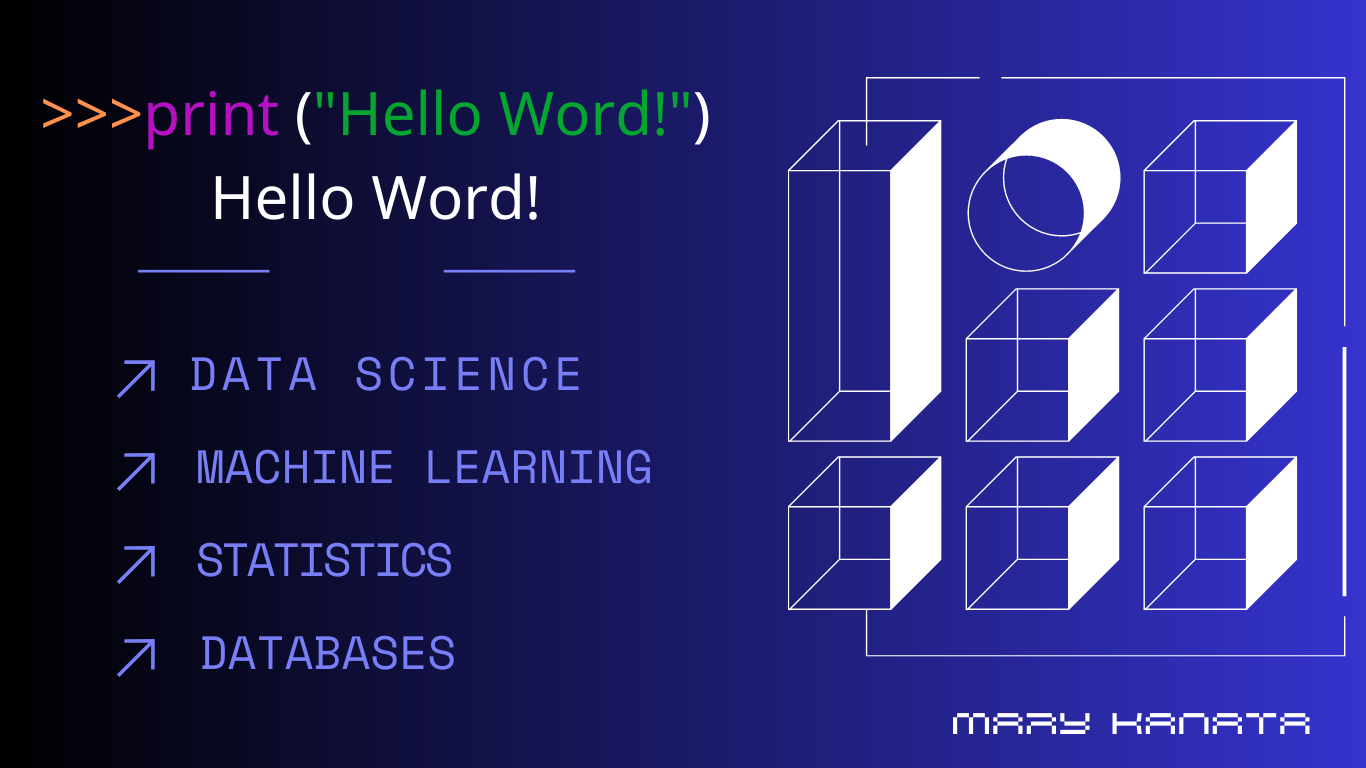 >>>print ("Hello Word!")
Hello Word!
DATA SCIENCE
MACHINE LEARNING
STATISTICS
DATABASES
MARY KANATA